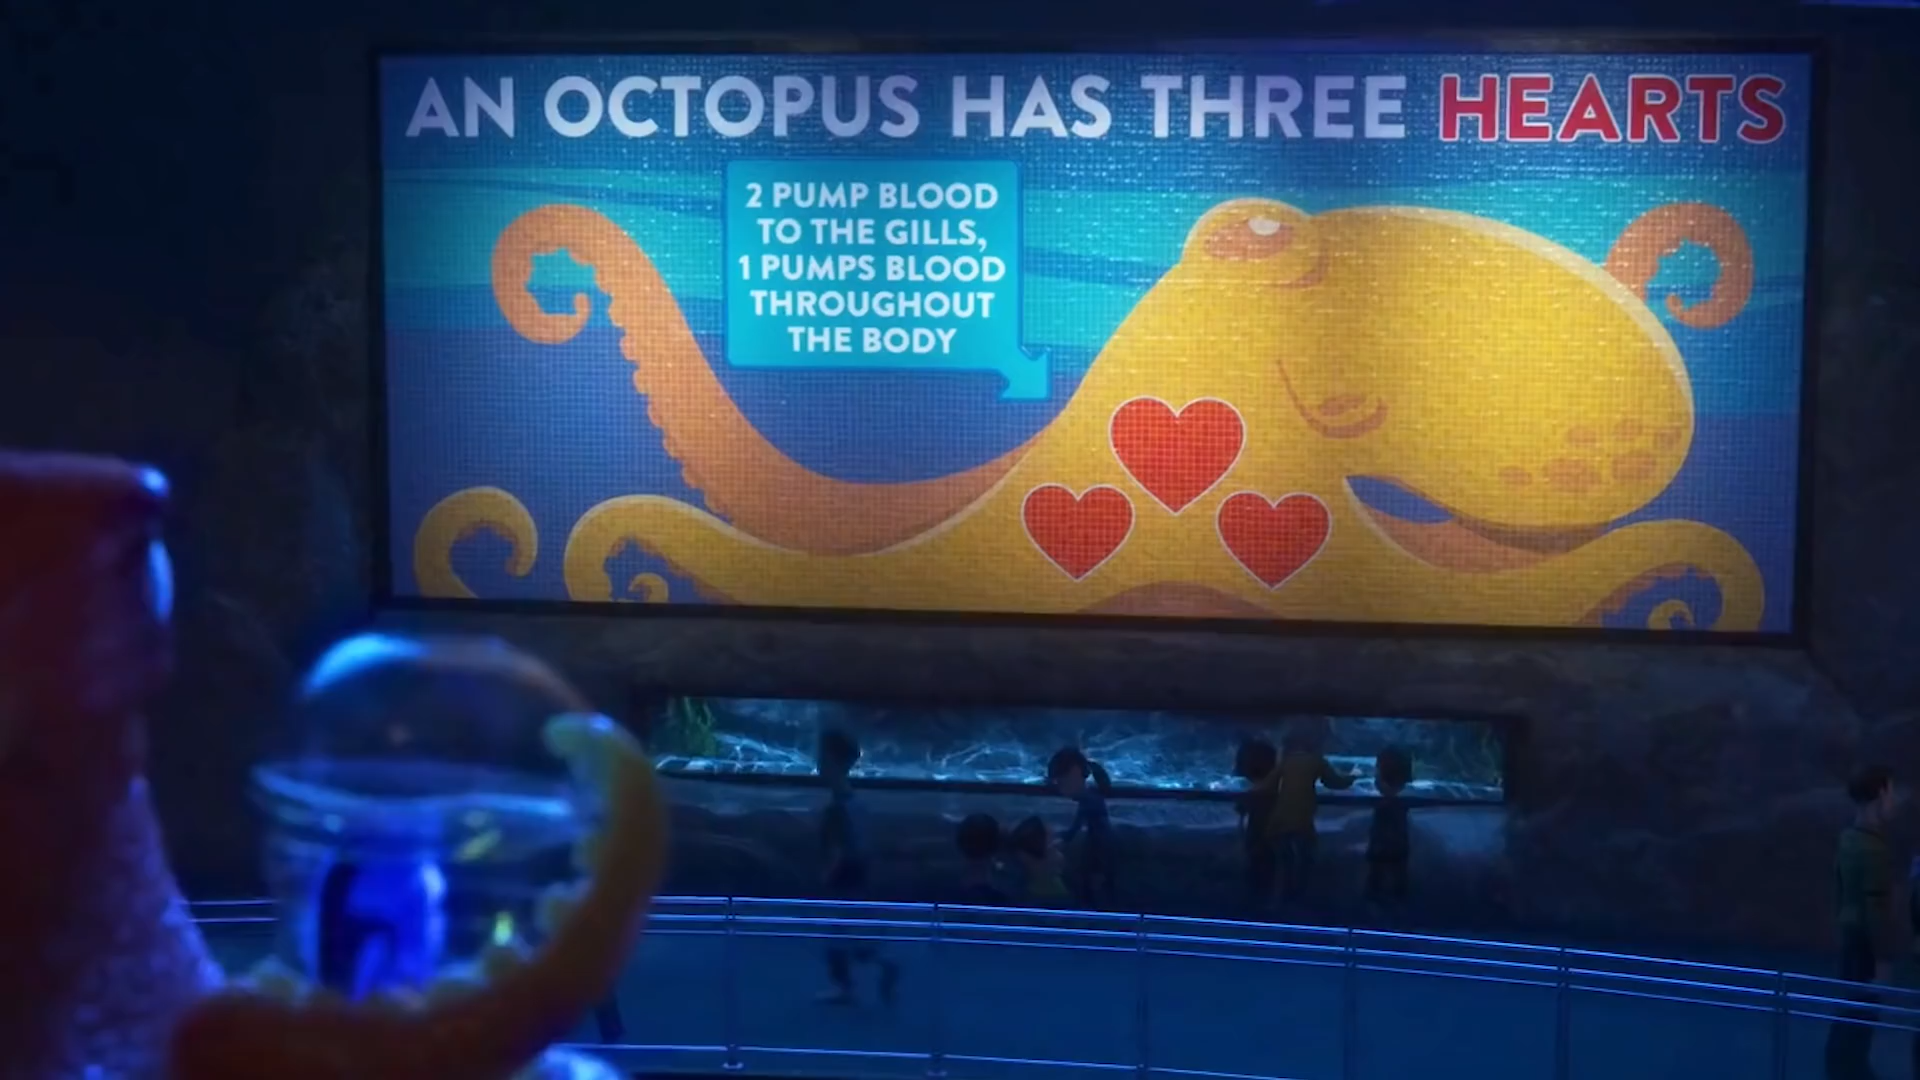 AN OCTOPUS HAS THREE HEARTS
2 PUMP BLOOD
TO THE GILLS,
1 PUMPS BLOOD
THROUGHOUT
THE BODY